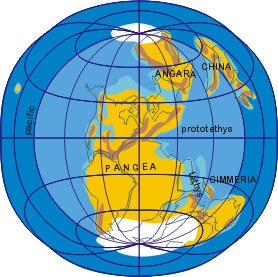 ANGARA
CHINA
pacific
prototethys
PANGEA
tethys
CIMMERIA